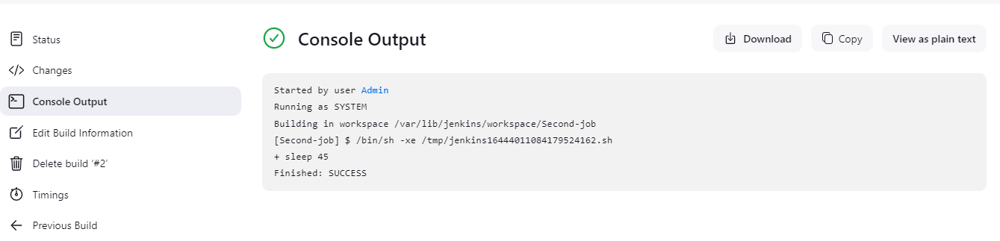 Status
Changes
Console Output
Edit Build Information
Delete build ‘#2’
Timings
Previous Build
Console Output
Download
Copy
View as plain text
Started by user Admin
Running as SYSTEM
Building in workspace /var/lib/jenkins/workspace/Second-job
[Second-job] $ /bin/sh -xe /tmp/jenkins16444011084179524162.sh
+ sleep 45
Finished: SUCCESS